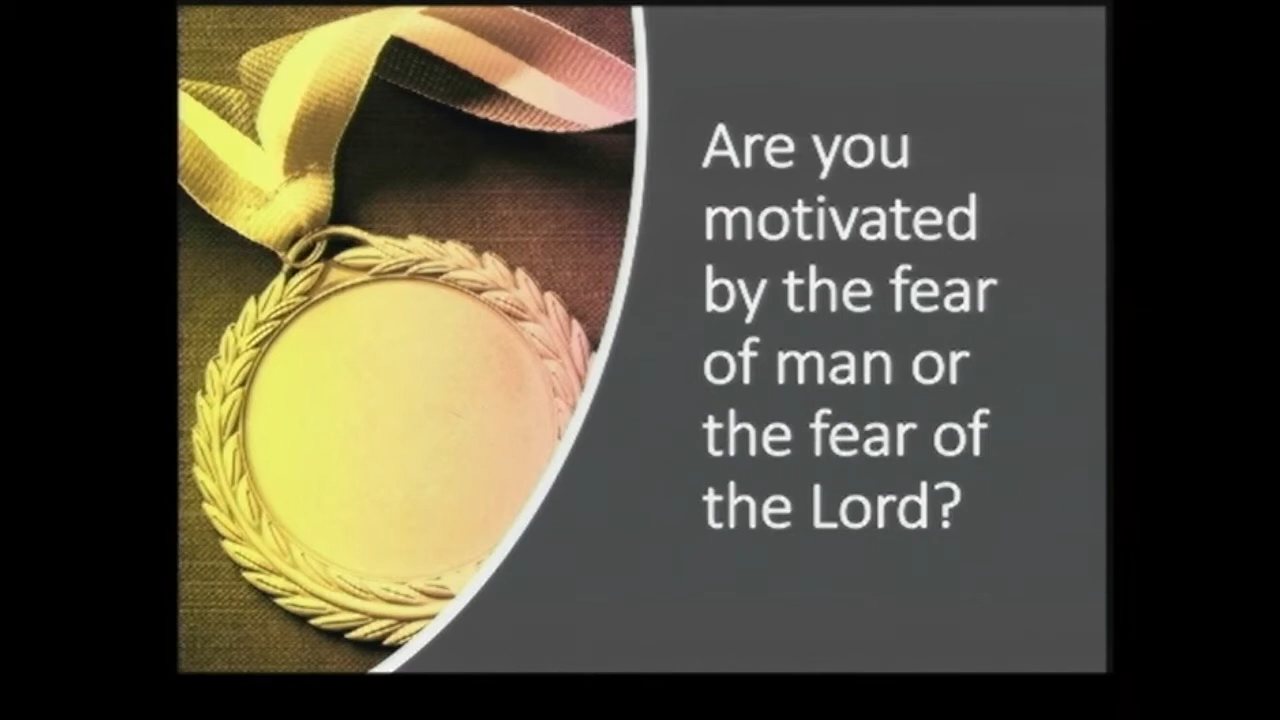 Are you
motivated
by the fear
of man or
the fear of
the Lord?